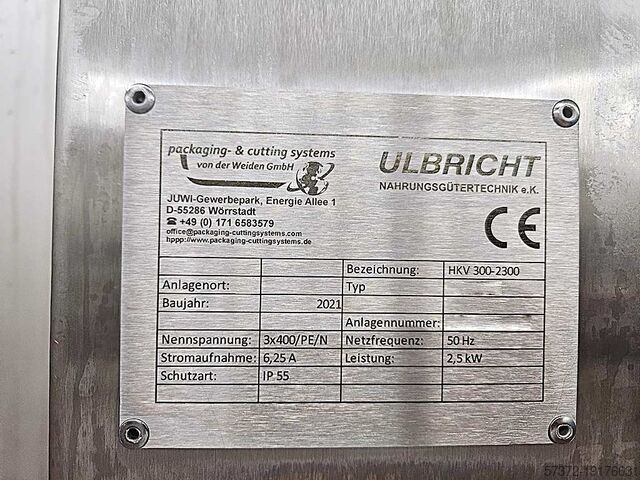 packaging- & cutting systems
von der Weiden GmbH
JUWI-Gewerbepark, Energie Allee 1
D-55286 Wörrstadt
☎ +49 (0) 171 6583579
office@packaging-cuttingsystems.com
hppp://www.packaging-cuttingsystems.de
ULBRICHT
NAHRUNGSGÜTERTECHNIK e.K.
CE
Bezeichnung: HKV 300-2300
Anlagenort: Typ
Baujahr: 2021
Anlagennummer:
Nennspannung: 3x400/PE/N Netzfrequenz: 50 Hz
Stromaufnahme: 6,25 A Leistung: 2,5 kW
Schutzart: IP 55